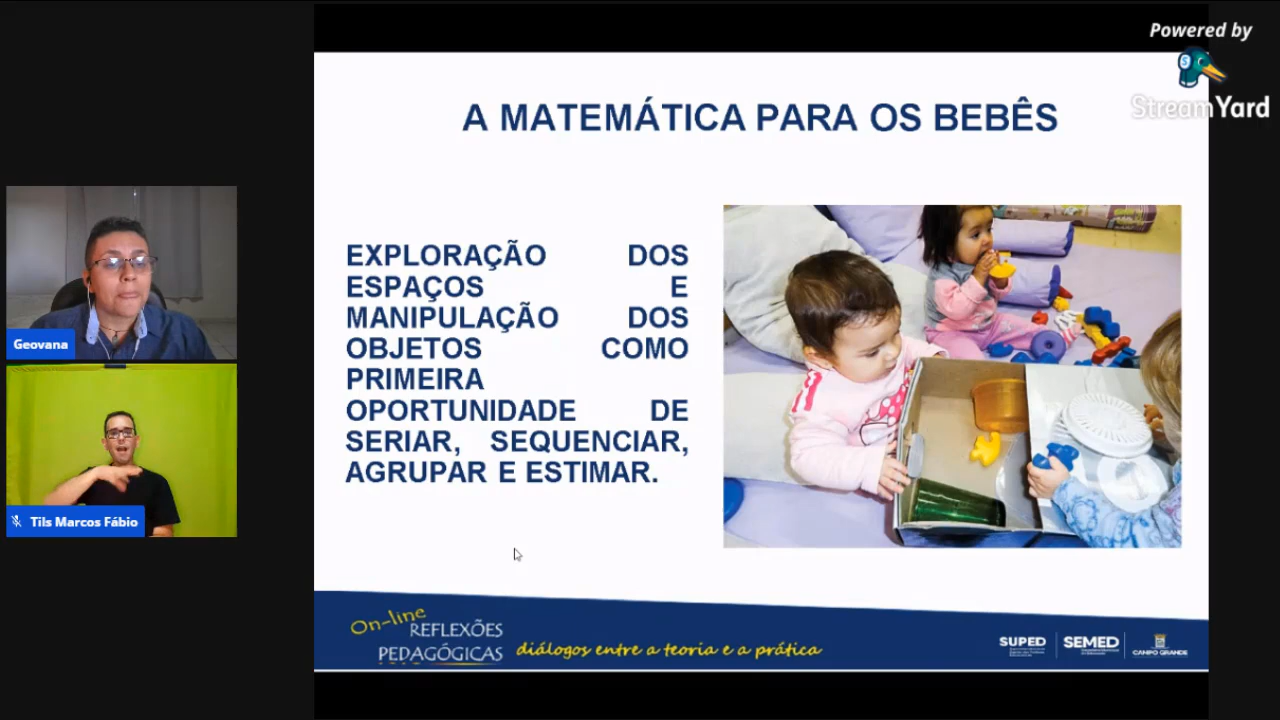 Powered by
StreamYard
A MATEMÁTICA PARA OS BEBÊS
EXPLORAÇÃO DOS
ESPAÇOS E
MANIPULAÇÃO DOS
OBJETOS COMO
PRIMEIRA
OPORTUNIDADE DE
SERIAR, SEQUENCIAR,
AGRUPAR E ESTIMAR.
Geovana
Tils Marcos Fábio
On-line
REFLEXÕES
PEDAGÓGICAS
diálogos entre a teoria e a prática
SUPED
SEMED
CAMPO GRANDE